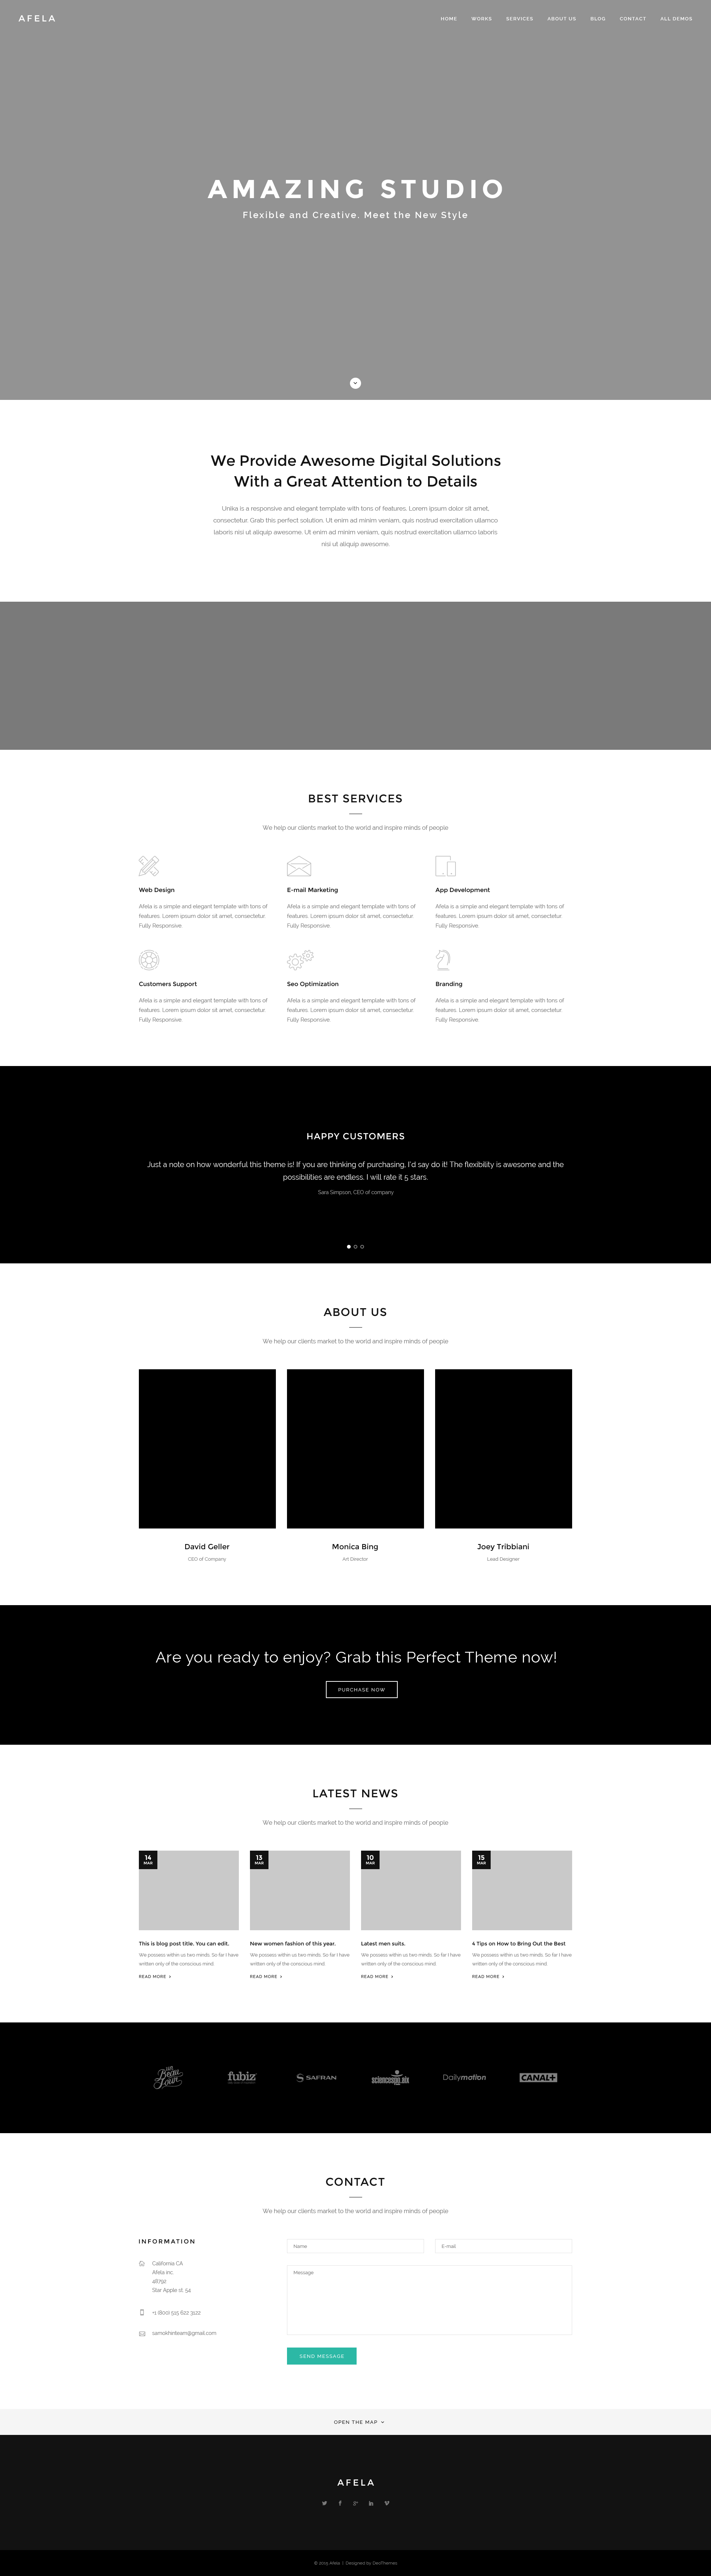 AFELA
HOME WORKS SERVICES ABOUT US BLOG CONTACT ALL DEMOS
AMAZING STUDIO
Flexible and Creative. Meet the New Style
We Provide Awesome Digital Solutions
With a Great Attention to Details
Unika is a responsive and elegant template with tons of features. Lorem ipsum dolor sit amet,
consectetur. Grab this perfect solution. Ut enim ad minim veniam, quis nostrud exercitation ullamco
laboris nisi ut aliquip awesome. Ut enim ad minim veniam, quis nostrud exercitation ullamco laboris
nisi ut aliquip awesome.
BEST SERVICES
We help our clients market to the world and inspire minds of people
Web Design
Afela is a simple and elegant template with tons of
features. Lorem ipsum dolor sit amet, consectetur.
Fully Responsive.
E-mail Marketing
Afela is a simple and elegant template with tons of
features. Lorem ipsum dolor sit amet, consectetur.
Fully Responsive.
App Development
Afela is a simple and elegant template with tons of
features. Lorem ipsum dolor sit amet, consectetur.
Fully Responsive.
Customers Support
Afela is a simple and elegant template with tons of
features. Lorem ipsum dolor sit amet, consectetur.
Fully Responsive.
Seo Optimization
Afela is a simple and elegant template with tons of
features. Lorem ipsum dolor sit amet, consectetur.
Fully Responsive.
Branding
Afela is a simple and elegant template with tons of
features. Lorem ipsum dolor sit amet, consectetur.
Fully Responsive.
HAPPY CUSTOMERS
Just a note on how wonderful this theme is! If you are thinking of purchasing, I'd say do it! The flexibility is awesome and the
possibilities are endless. I will rate it 5 stars.
Sara Simpson, CEO of company
ABOUT US
We help our clients market to the world and inspire minds of people
David Geller
CEO of Company
Monica Bing
Art Director
Joey Tribbiani
Lead Designer
Are you ready to enjoy? Grab this Perfect Theme now!
PURCHASE NOW
LATEST NEWS
We help our clients market to the world and inspire minds of people
14
MAR
This is blog post title. You can edit.
We possess within us two minds. So far I have
written only of the conscious mind.
READ MORE
13
MAR
New women fashion of this year.
We possess within us two minds. So far I have
written only of the conscious mind.
READ MORE
10
MAR
Latest men suits.
We possess within us two minds. So far I have
written only of the conscious mind.
READ MORE
15
MAR
4 Tips on How to Bring Out the Best
We possess within us two minds. So far I have
written only of the conscious mind.
READ MORE
un Beau Jour
fubiz
SAFRAN
sciencespo.aix
Dailymotion
CANAL+
CONTACT
We help our clients market to the world and inspire minds of people
INFORMATION
California CA
Afela inc.
48792
Star Apple st. 54
+1 (800) 515 622 3122
samokhinteam@gmail.com
Name
E-mail
Message
SEND MESSAGE
OPEN THE MAP
AFELA
© 2015 Afela | Designed by DexThemes